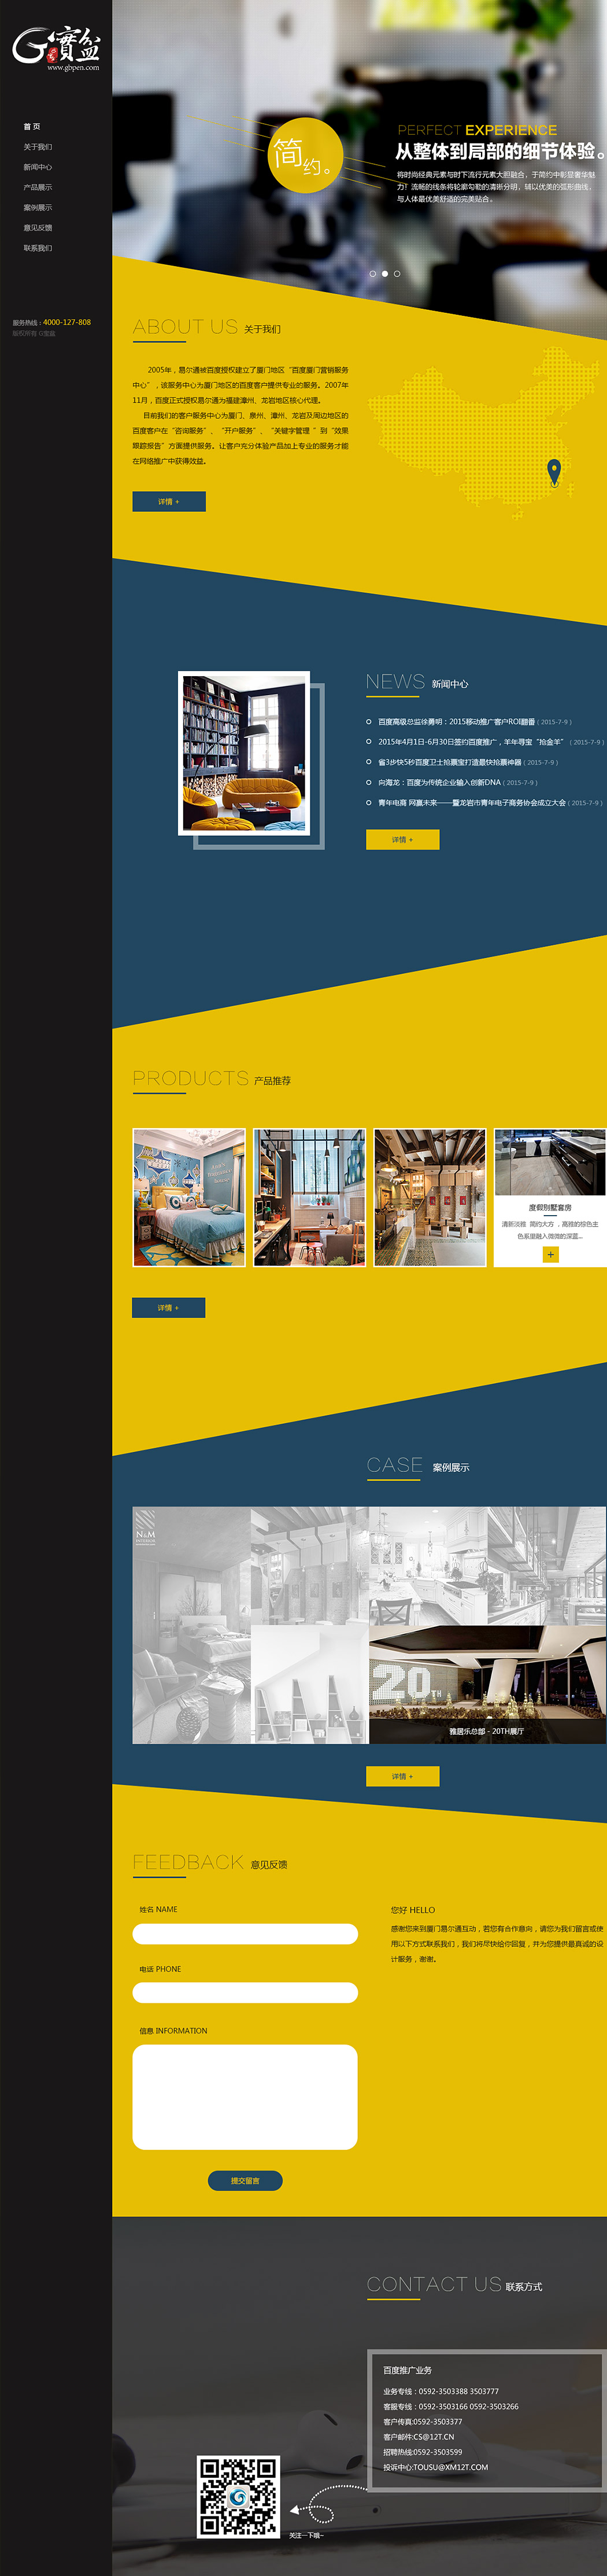 G宝盆
www.gbpen.com
首 页
关于我们
新闻中心
产品展示
案例展示
意见反馈
联系我们
服务热线：4000-127-808
版权所有 G宝盆
简约。
PERFECT EXPERIENCE
从整体到局部的细节体验。
将时尚经典元素与时下流行元素大胆融合，于简约中彰显奢华魅
力！流畅的线条将轮廓勾勒的清晰分明，辅以优美的弧形曲线，
与人体最优美舒适的完美贴合。
ABOUT US 关于我们
2005年，易尔通被百度授权建立了厦门地区“百度厦门营销服务
中心”，该服务中心为厦门地区的百度客户提供专业的服务。2007年
11月，百度正式授权易尔通为福建漳州、龙岩地区核心代理。
目前我们的客户服务中心为厦门、泉州、漳州、龙岩及周边地区的
百度客户在“咨询服务”、“开户服务”、“关键字管理 ”到“效果
跟踪报告”方面提供服务。让客户充分体验产品加上专业的服务才能
在网络推广中获得效益。
详情 +
NEWS 新闻中心
百度高级总监徐勇明：2015移动推广客户ROI翻番 ( 2015-7-9 )
2015年4月1日-6月30日签约百度推广，羊年寻宝“拾金羊” ( 2015-7-9 )
省3步快5秒百度卫士抢票宝打造最快抢票神器 ( 2015-7-9 )
向海龙：百度为传统企业输入创新DNA ( 2015-7-9 )
青年电商 网赢未来——暨龙岩市青年电子商务协会成立大会 ( 2015-7-9 )
详情 +
PRODUCTS 产品推荐
度假别墅套房
清新淡雅 简约大方 ，高雅的棕色主
色系里融入微微的深蓝...
+
详情 +
CASE 案例展示
N&M
INTERIOR
20TH
雅居乐总部 - 20TH展厅
详情 +
FEEDBACK 意见反馈
姓名 NAME
电话 PHONE
信息 INFORMATION
提交留言
您好 HELLO
感谢您来到厦门易尔通互动，若您有合作意向，请您为我们留言或使
用以下方式联系我们，我们将尽快给你回复，并为您提供最真诚的设
计服务，谢谢。
CONTACT US 联系方式
百度推广业务
业务专线：0592-3503388 3503777
客服专线：0592-3503166 0592-3503266
客户传真:0592-3503377
客户邮件:CS@12T.CN
招聘热线:0592-3503599
投诉中心:TOUSU@XM12T.COM
关注一下哦~